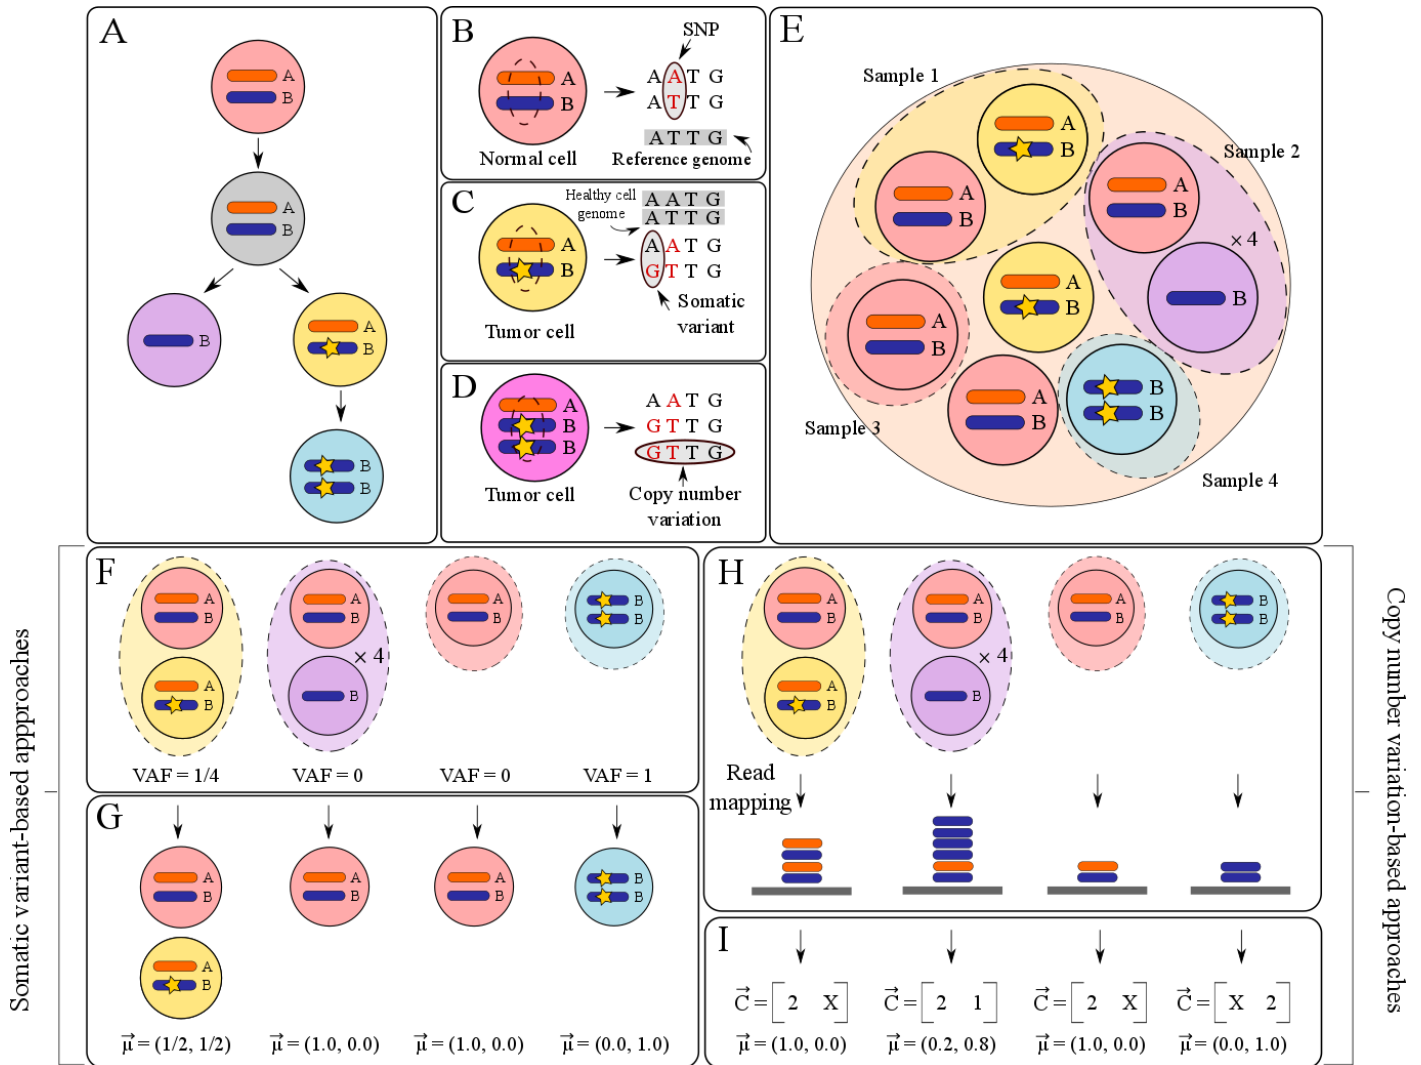 A
A
B
A
B
B
A
B
B
B
B
SNP
A
B
A A T G
A T T G
A T T G
Normal cell
Reference genome
C
Healthy cell
genome
A A T G
A T T G
A
B
A A T G
G T T G
Somatic
variant
Tumor cell
D
A
B
B
A A T G
G T T G
G T T G
Tumor cell
Copy number
variation
E
Sample 1
Sample 2
A
B
A
B
A
B
× 4
A
B
B
A
B
A
B
B
B
Sample 3
Sample 4
Somatic variant-based approaches
F
A
B
A
B
A
B
B
B
× 4
A
B
B
VAF = 1/4
VAF = 0
VAF = 0
VAF = 1
G
A
B
A
B
A
B
B
B
A
B
μ = (1/2, 1/2)
μ = (1.0, 0.0)
μ = (1.0, 0.0)
μ = (0.0, 1.0)
H
A
B
A
B
A
B
B
B
× 4
A
B
B
Read
mapping
I
C = [2 X]
C = [2 1]
C = [2 X]
C = [X 2]
μ = (1.0, 0.0)
μ = (0.2, 0.8)
μ = (1.0, 0.0)
μ = (0.0, 1.0)
Copy number variation-based approaches